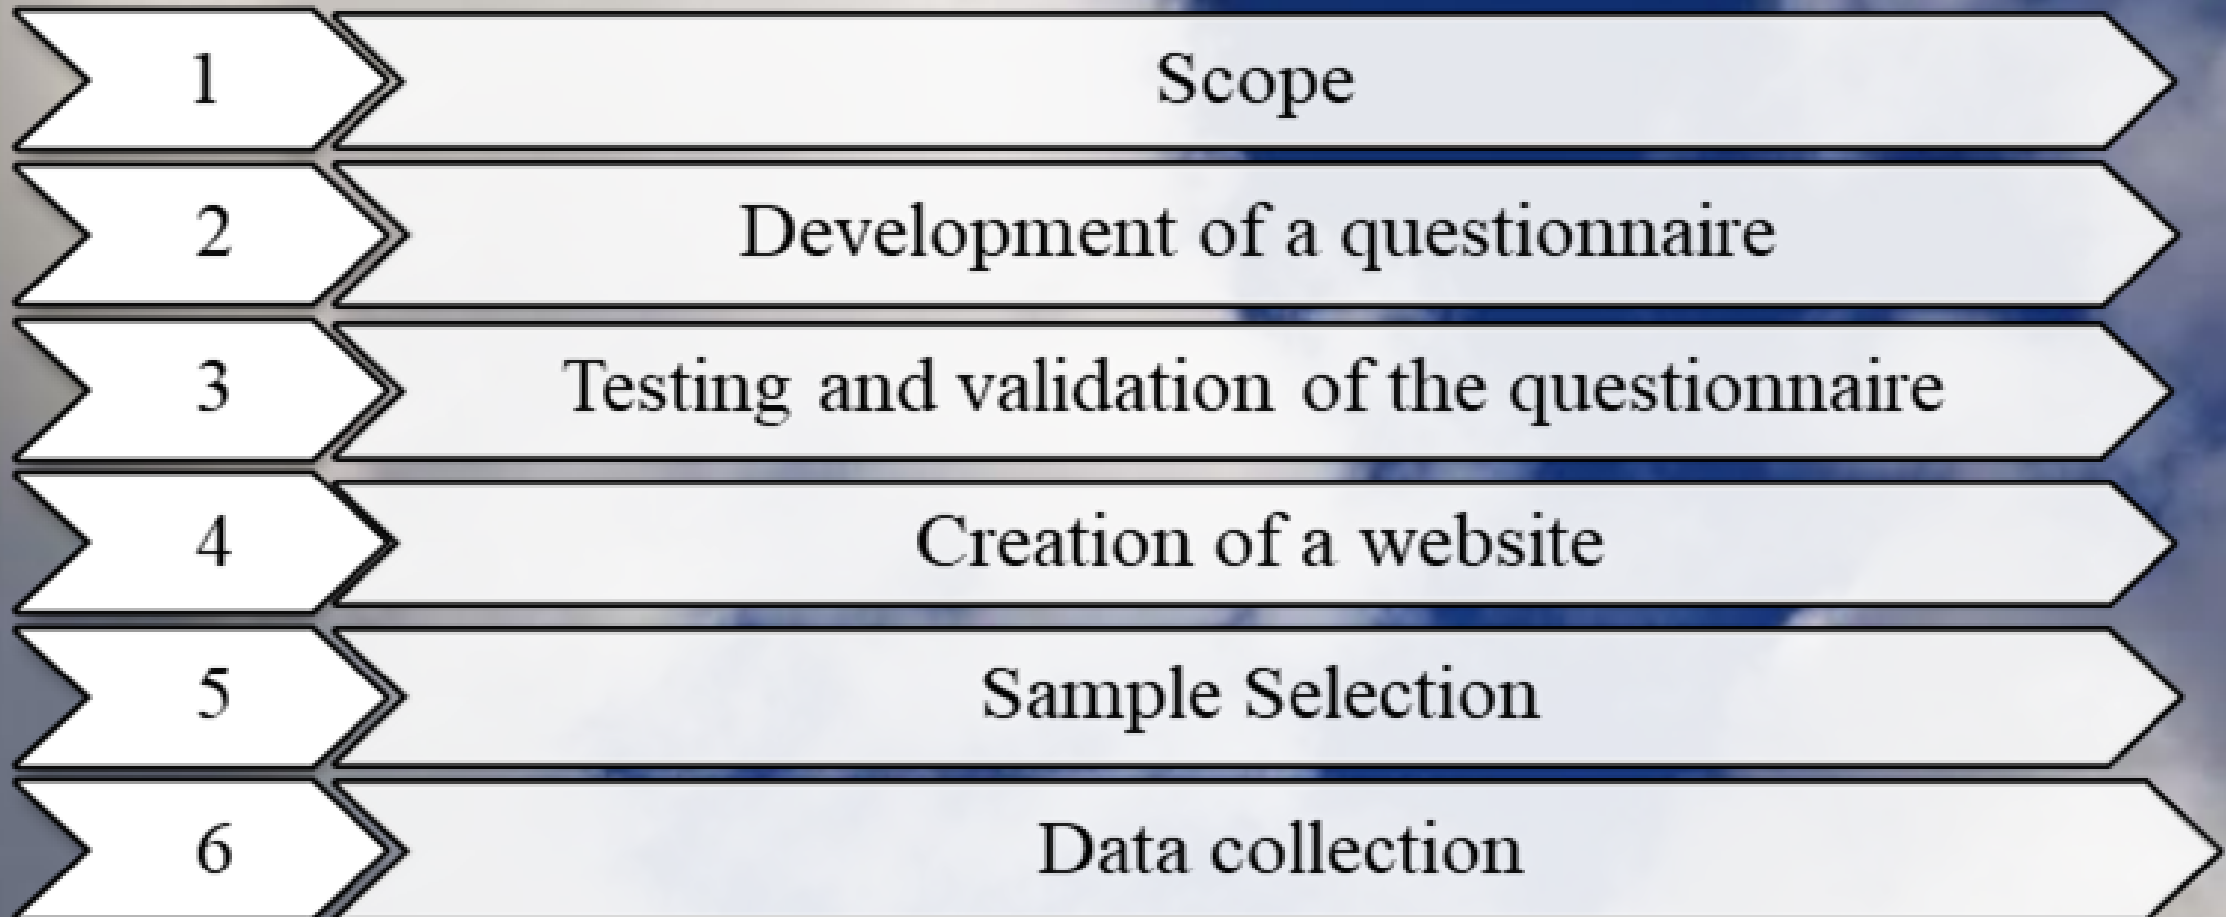 1 Scope
2 Development of a questionnaire
3 Testing and validation of the questionnaire
4 Creation of a website
5 Sample Selection
6 Data collection